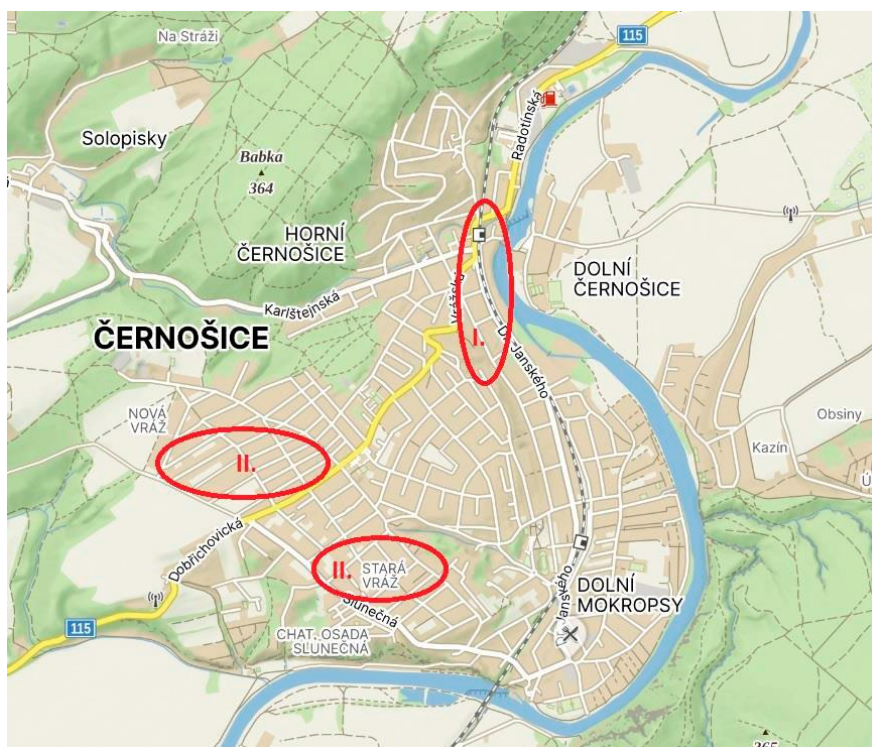 Na Stráži
115
Solopisky
Babka
364
Radotínská
HORNÍ
ČERNOŠICE
DOLNÍ
ČERNOŠICE
Karlštejnská
Vrážská
I.
ČERNOŠICE
Dr. Janského
NOVÁ
VRÁŽ
Obsiny
Kazín
II.
Dobřichovická
II.
STARÁ
VRÁŽ
Slunečná
Janského
DOLNÍ
MOKROPSY
115
CHAT. OSADA
SLUNEČNÁ
365